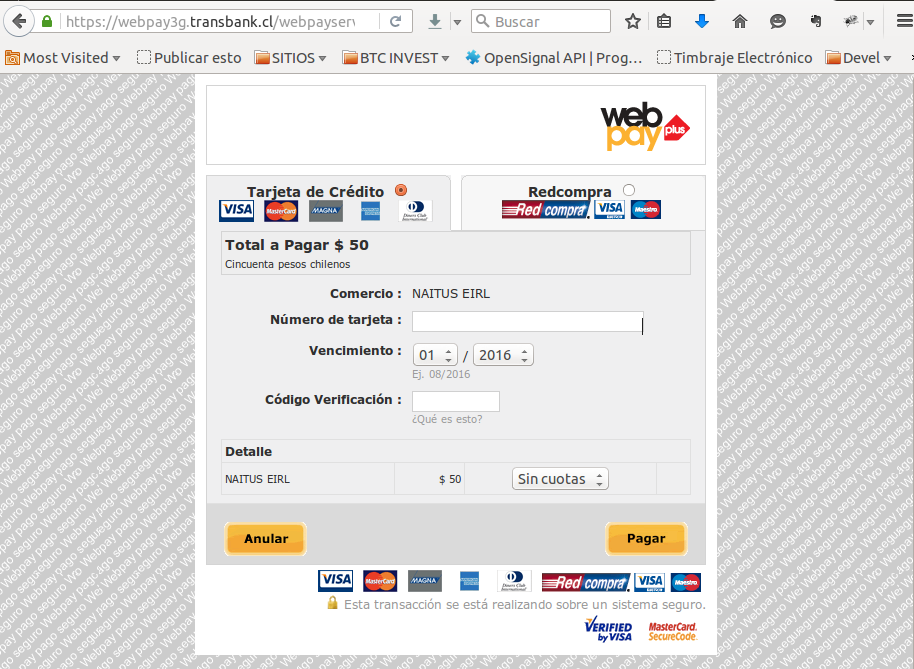 https://webpay3g.transbank.cl/webpayserv
Buscar
Most Visited
Publicar esto
SITIOS
BTC INVEST
OpenSignal API | Prog...
Timbraje Electrónico
Devel
web
pay plus
Tarjeta de Crédito
Redcompra
VISA MasterCard MAGNA Diners Club International
Red compra. VISA Maestro
Total a Pagar $ 50
Cincuenta pesos chilenos
Comercio : NAITUS EIRL
Número de tarjeta :
Vencimiento : 01 / 2016
Ej. 08/2016
Código Verificación :
¿Qué es esto?
Detalle
NAITUS EIRL $ 50 Sin cuotas
Anular Pagar
VISA MasterCard MAGNA Diners Club International Red compra. VISA Maestro
Esta transacción se está realizando sobre un sistema seguro.
VERIFIED by VISA
MasterCard. SecureCode.